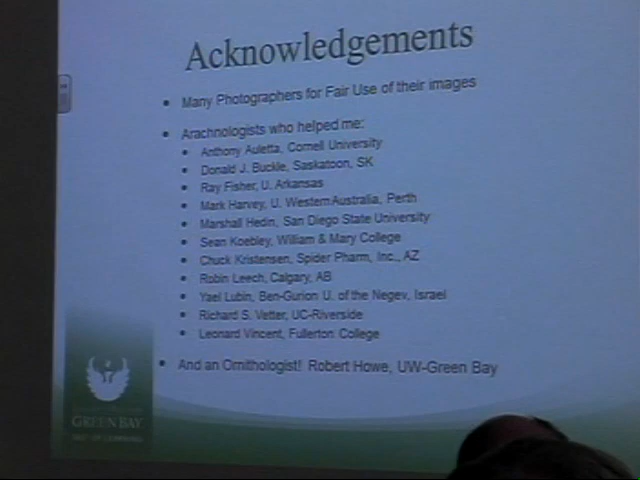 Acknowledgements
• Many Photographers for Fair Use of their images
• Arachnologists who helped me:
• Anthony Auletta, Cornell University
• Donald J. Buckle, Saskatoon, SK
• Ray Fisher, U. Arkansas
• Mark Harvey, U. Western Australia, Perth
• Marshall Hedin, San Diego State University
• Sean Koebley, William & Mary College
• Chuck Kristensen, Spider Pharm, Inc., AZ
• Robin Leech, Calgary, AB
• Yael Lubin, Ben-Gurion U. of the Negev, Israel
• Richard S. Vetter, UC-Riverside
• Leonard Vincent, Fullerton College
• And an Ornithologist! Robert Howe, UW-Green Bay
GREEN BAY